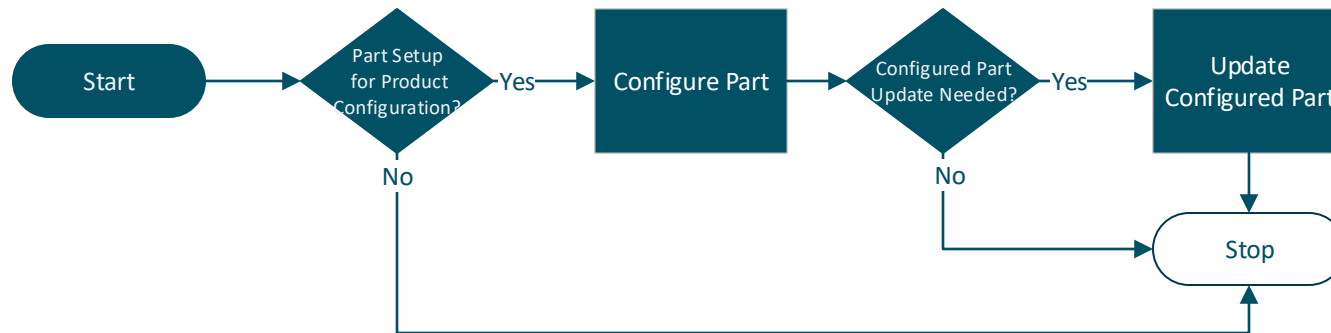 Start
Part Setup
for Product
Configuration?
Yes
Configure Part
Configured Part
Update Needed?
Yes
Update
Configured Part
No
No
Stop